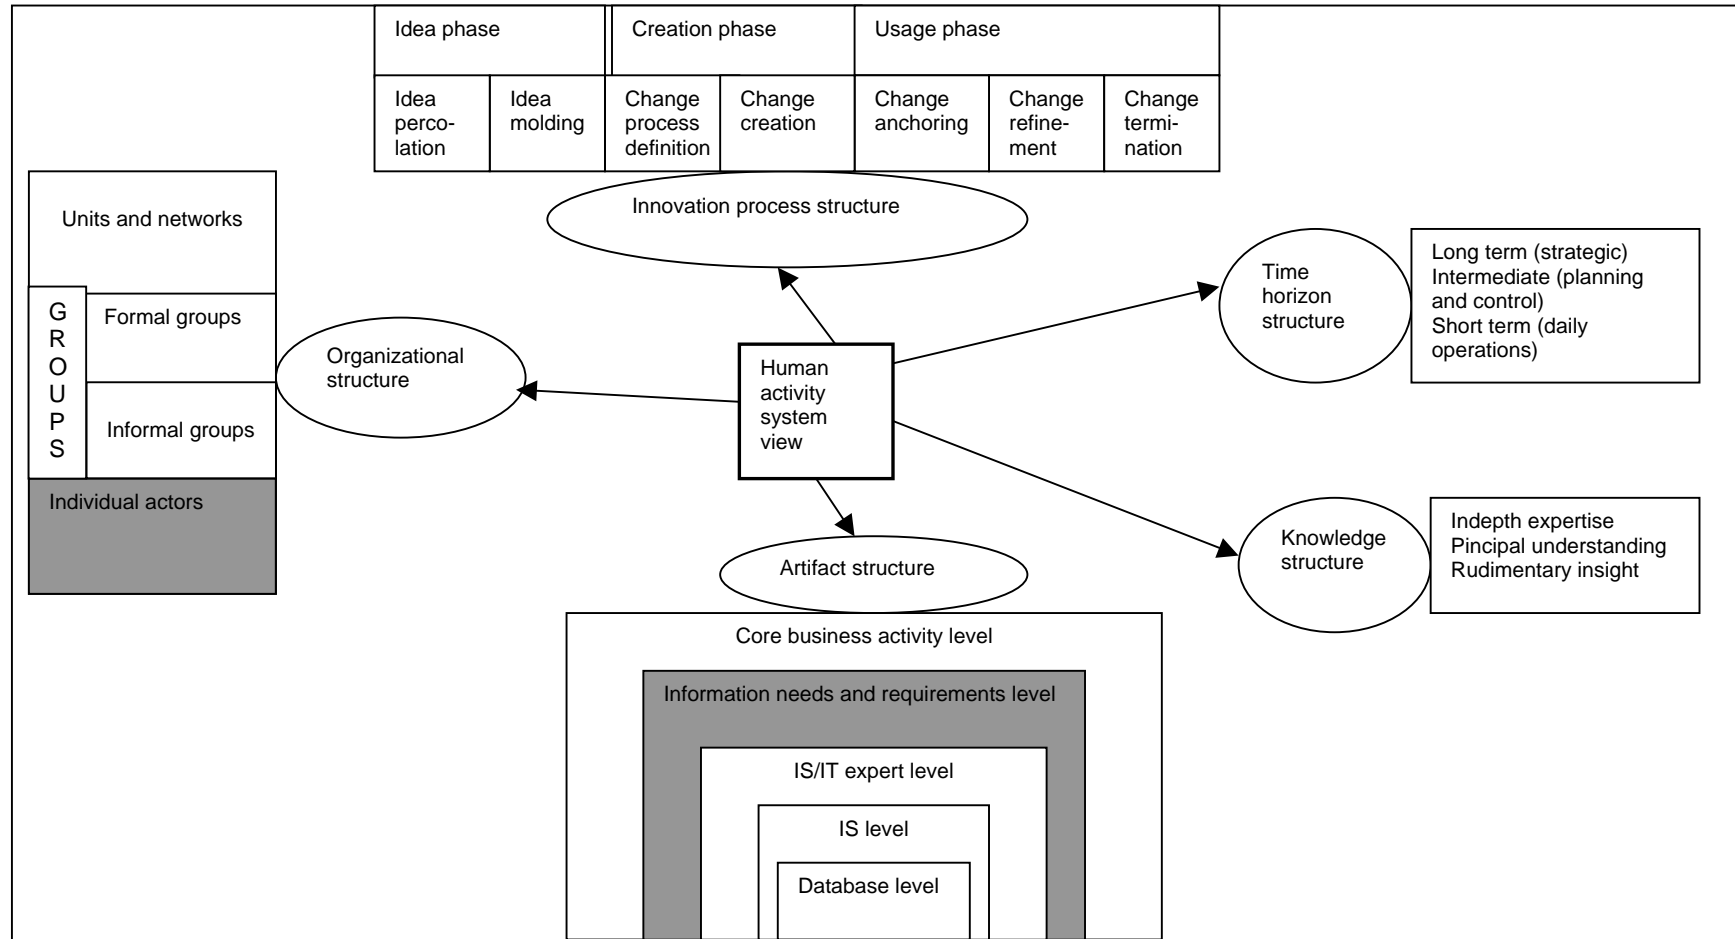 Idea phase
Creation phase
Usage phase
Idea
perco-
lation
Idea
molding
Change
process
definition
Change
creation
Change
anchoring
Change
refine-
ment
Change
termi-
nation
Innovation process structure
Units and networks
G
R
O
U
P
S
Formal groups
Informal groups
Individual actors
Organizational
structure
Human
activity
system
view
Time
horizon
structure
Long term (strategic)
Intermediate (planning
and control)
Short term (daily
operations)
Knowledge
structure
Indepth expertise
Pincipal understanding
Rudimentary insight
Artifact structure
Core business activity level
Information needs and requirements level
IS/IT expert level
IS level
Database level